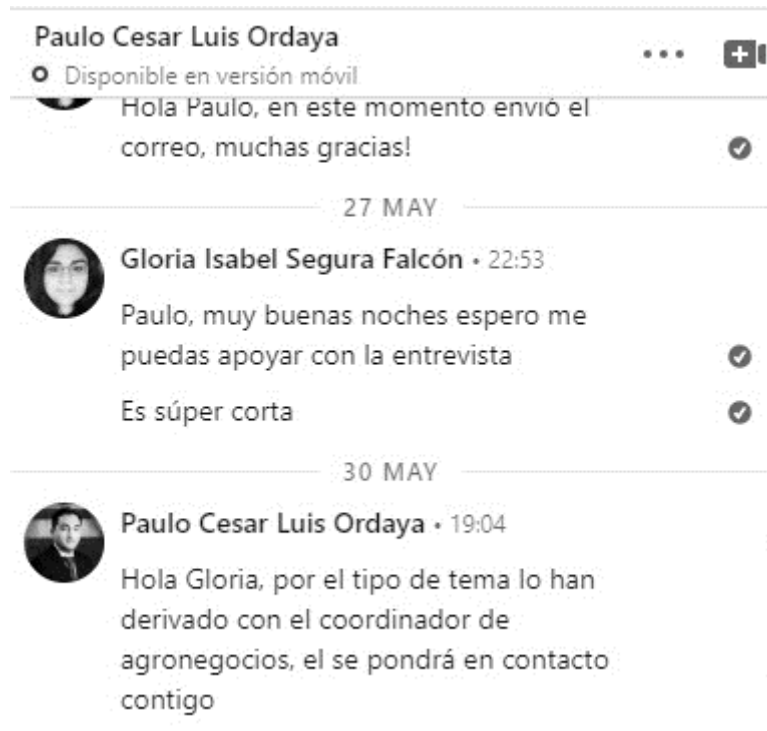 Paulo Cesar Luis Ordaya
Disponible en versión móvil
Hola Paulo, en este momento envió el
correo, muchas gracias!
27 MAY
Gloria Isabel Segura Falcón • 22:53
Paulo, muy buenas noches espero me
puedas apoyar con la entrevista
Es súper corta
30 MAY
Paulo Cesar Luis Ordaya • 19:04
Hola Gloria, por el tipo de tema lo han
derivado con el coordinador de
agronegocios, el se pondrá en contacto
contigo